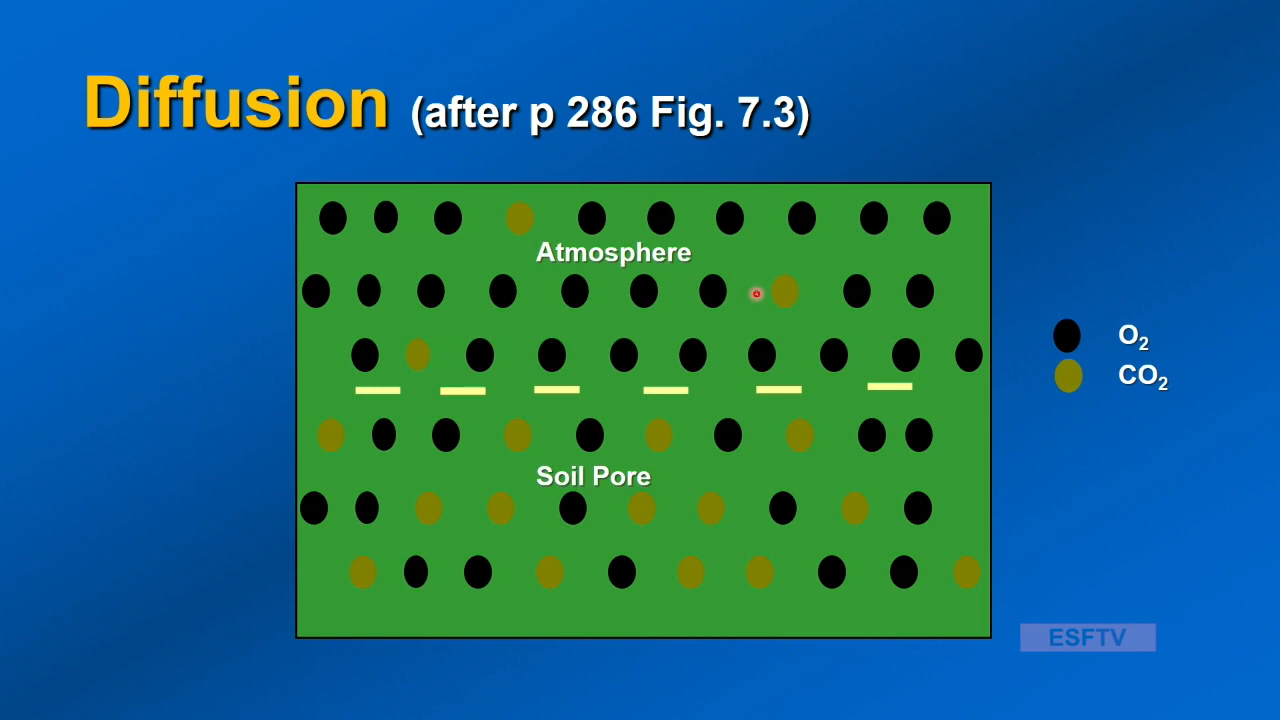 Diffusion (after p 286 Fig. 7.3)
Atmosphere
O₂
CO₂
Soil Pore
ESFTV